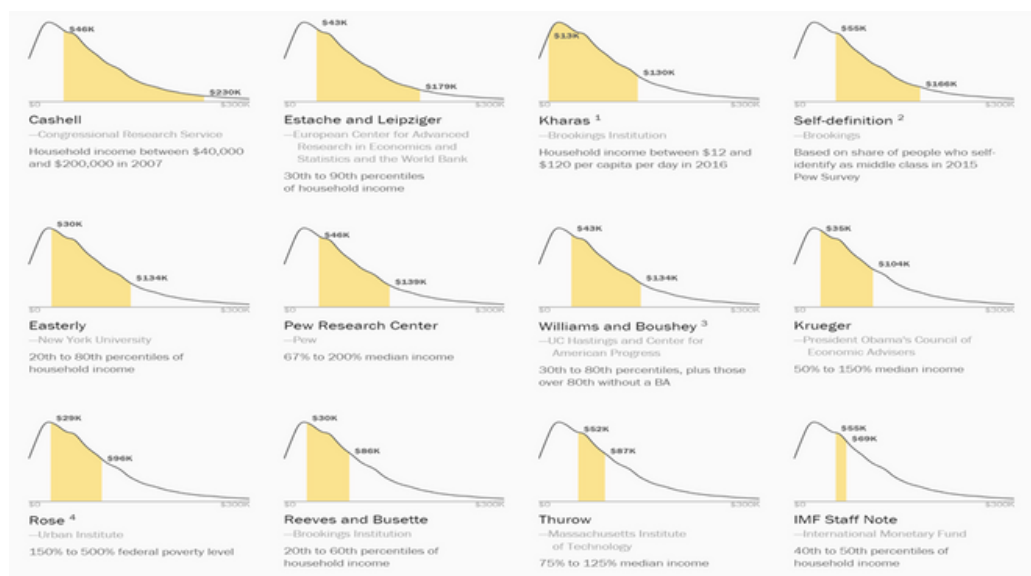 $46K
$230K
$0 $300K
Cashell
—Congressional Research Service
Household income between $40,000
and $200,000 in 2007
$43K
$179K
$0 $300K
Estache and Leipziger
—European Center for Advanced
Research in Economics and
Statistics and the World Bank
30th to 90th percentiles
of household income
$13K
$130K
$0 $300K
Kharas 1
—Brookings Institution
Household income between $12 and
$120 per capita per day in 2016
$55K
$166K
$0 $300K
Self-definition 2
—Brookings
Based on share of people who self-
identify as middle class in 2015
Pew Survey
$30K
$134K
$0 $300K
Easterly
—New York University
20th to 80th percentiles of
household income
$46K
$139K
$0 $300K
Pew Research Center
—Pew
67% to 200% median income
$43K
$134K
$0 $300K
Williams and Boushey 3
—UC Hastings and Center for
American Progress
30th to 80th percentiles, plus those
over 80th without a BA
$35K
$104K
$0 $300K
Krueger
—President Obama's Council of
Economic Advisers
50% to 150% median income
$29K
$96K
$0 $300K
Rose 4
—Urban Institute
150% to 500% federal poverty level
$30K
$86K
$0 $300K
Reeves and Busette
—Brookings Institution
20th to 60th percentiles of
household income
$52K
$87K
$0 $300K
Thurow
—Massachusetts Institute
of Technology
75% to 125% median income
$55K
$69K
$0 $300K
IMF Staff Note
—International Monetary Fund
40th to 50th percentiles of
household income